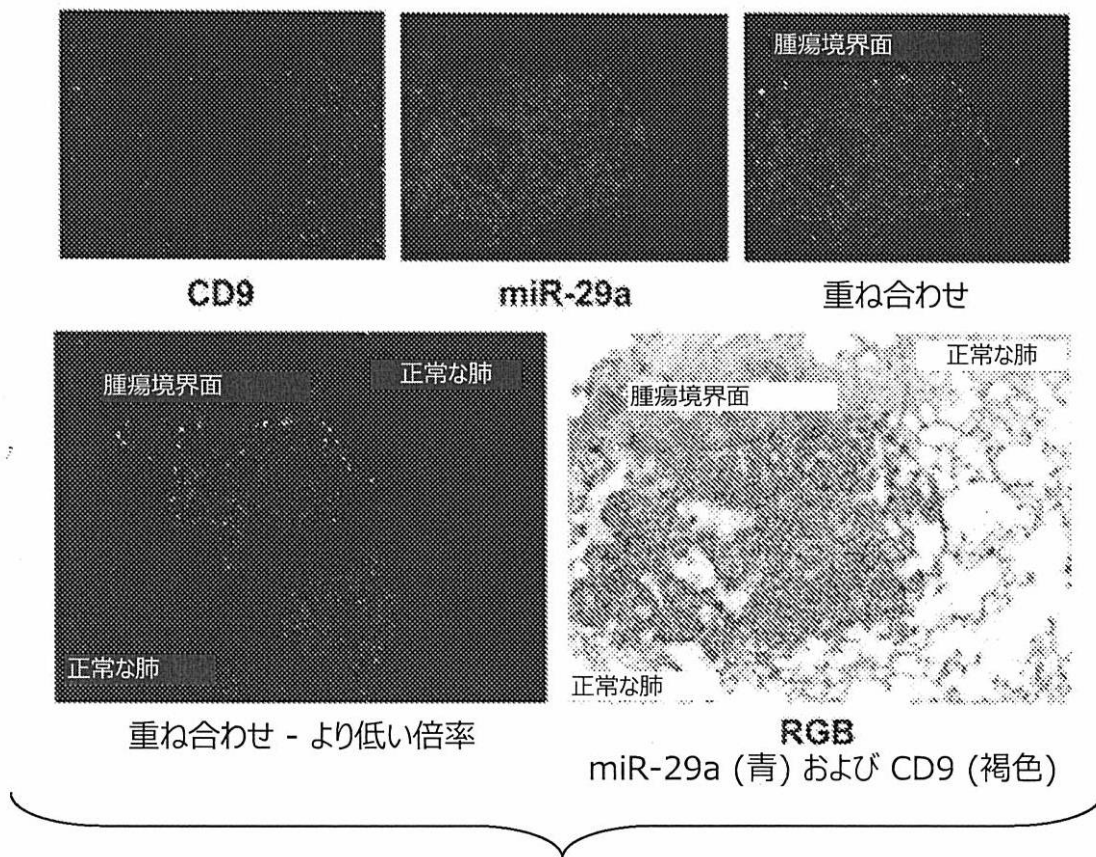 腫瘍境界面
CD9
miR-29a
重ね合わせ
腫瘍境界面
正常な肺
正常な肺
腫瘍境界面
正常な肺
正常な肺
重ね合わせ - より低い倍率
RGB
miR-29a (青) および CD9 (褐色)